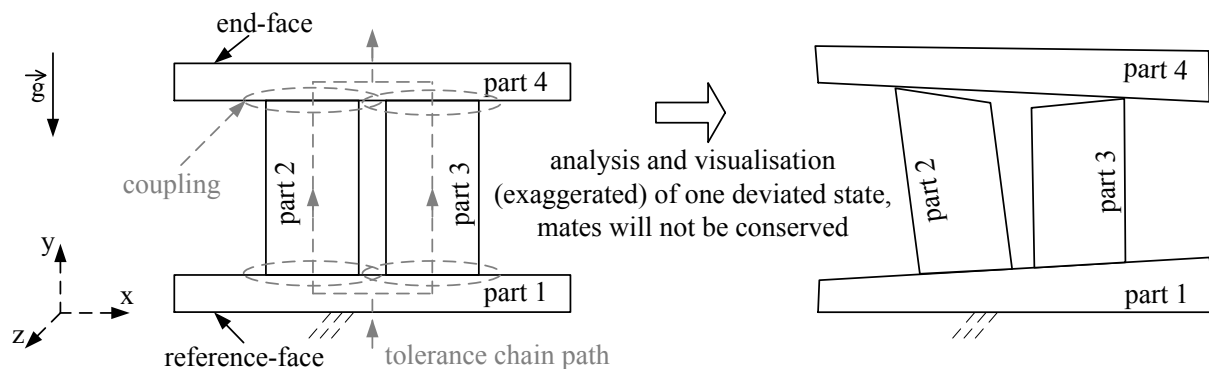 end-face
g
part 4
coupling
part 2
part 3
y
x
z
part 1
reference-face
tolerance chain path
analysis and visualisation
(exaggerated) of one deviated state,
mates will not be conserved
part 4
part 2
part 3
part 1